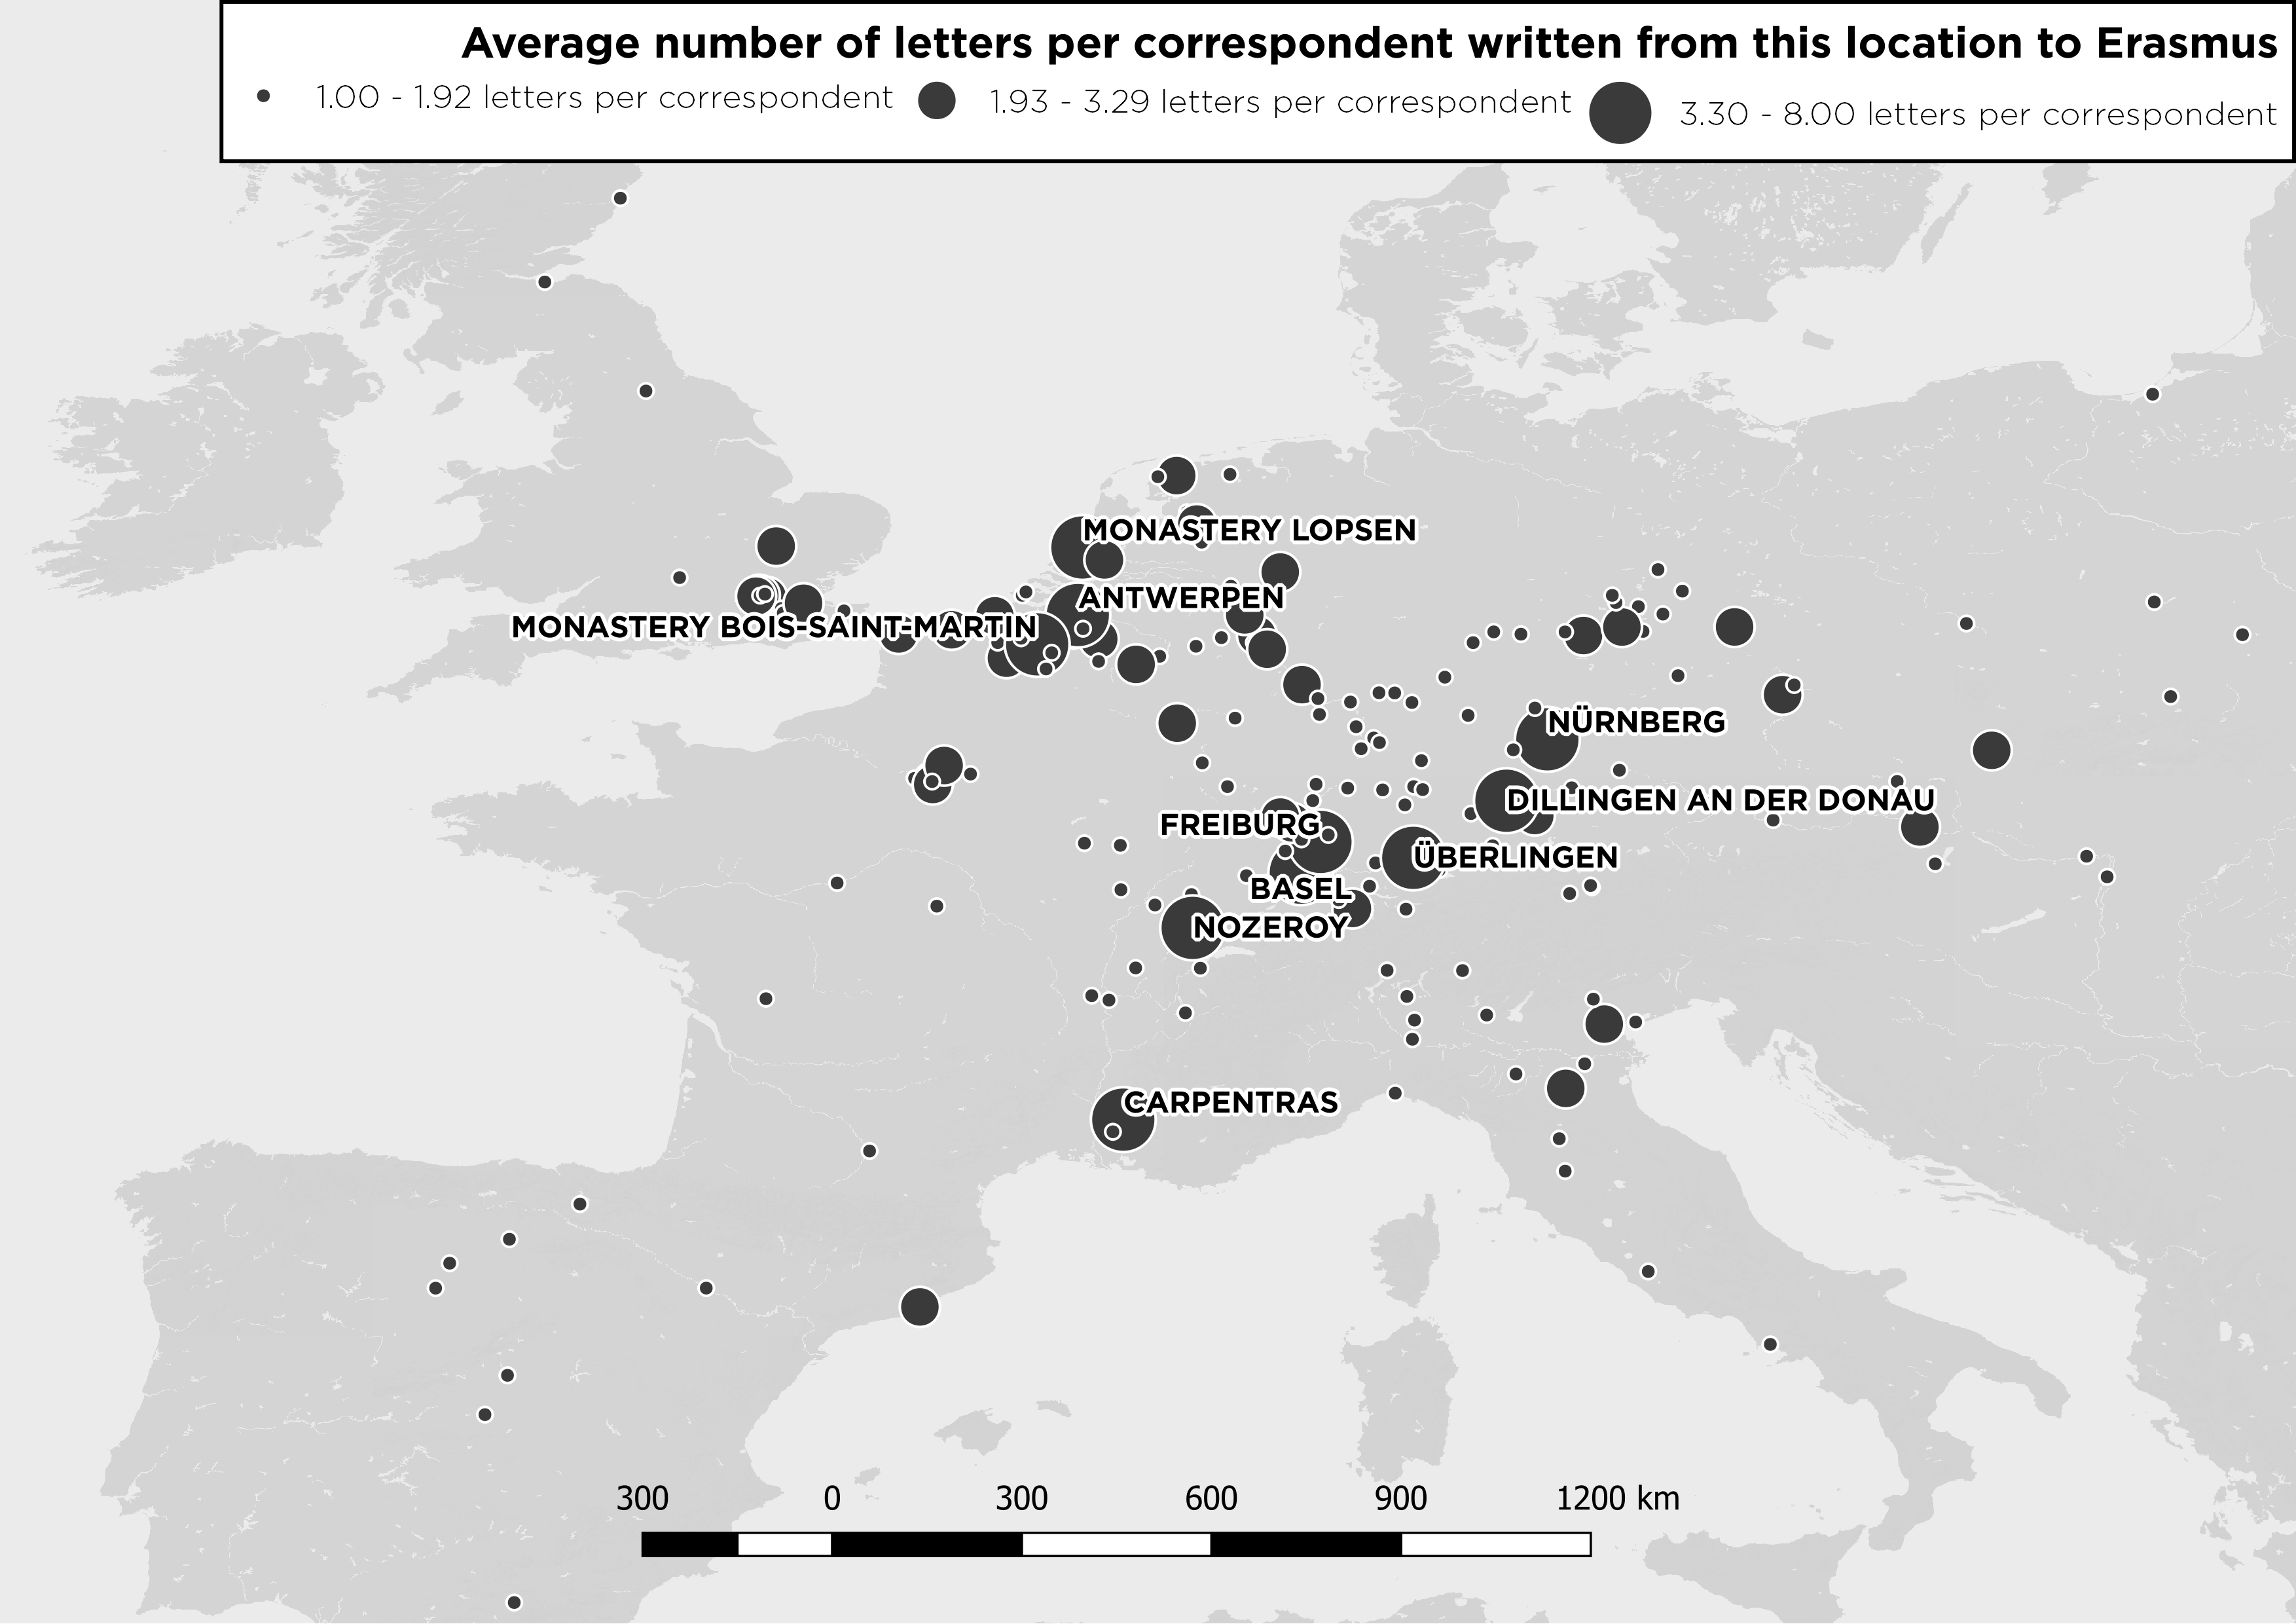 Average number of letters per correspondent written from this location to Erasmus
1.00 - 1.92 letters per correspondent
1.93 - 3.29 letters per correspondent
3.30 - 8.00 letters per correspondent
MONASTERY LOPSEN
ANTWERPEN
MONASTERY BOIS-SAINT-MARTIN
NÜRNBERG
DILLINGEN AN DER DONAU
FREIBURG
ÜBERLINGEN
BASEL
NOZEROY
CARPENTRAS
300 0 300 600 900 1200 km